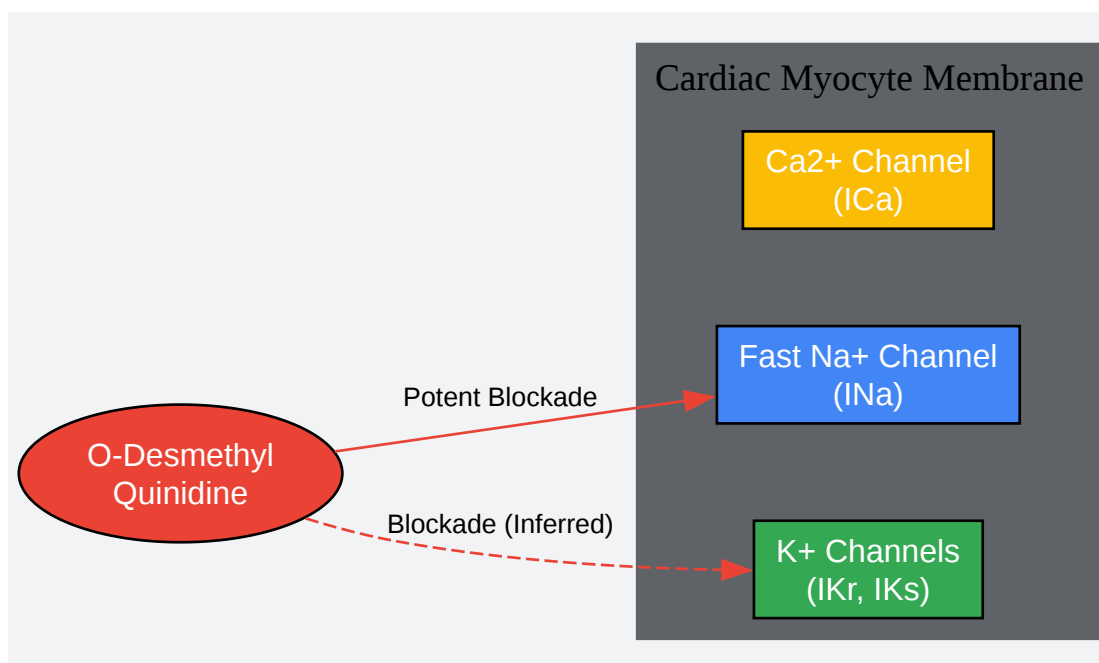 Cardiac Myocyte Membrane
Ca2+ Channel
(ICa)
Fast Na+ Channel
(INa)
Potent Blockade
O-Desmethyl
Quinidine
Blockade (Inferred)
K+ Channels
(IKr, IKs)